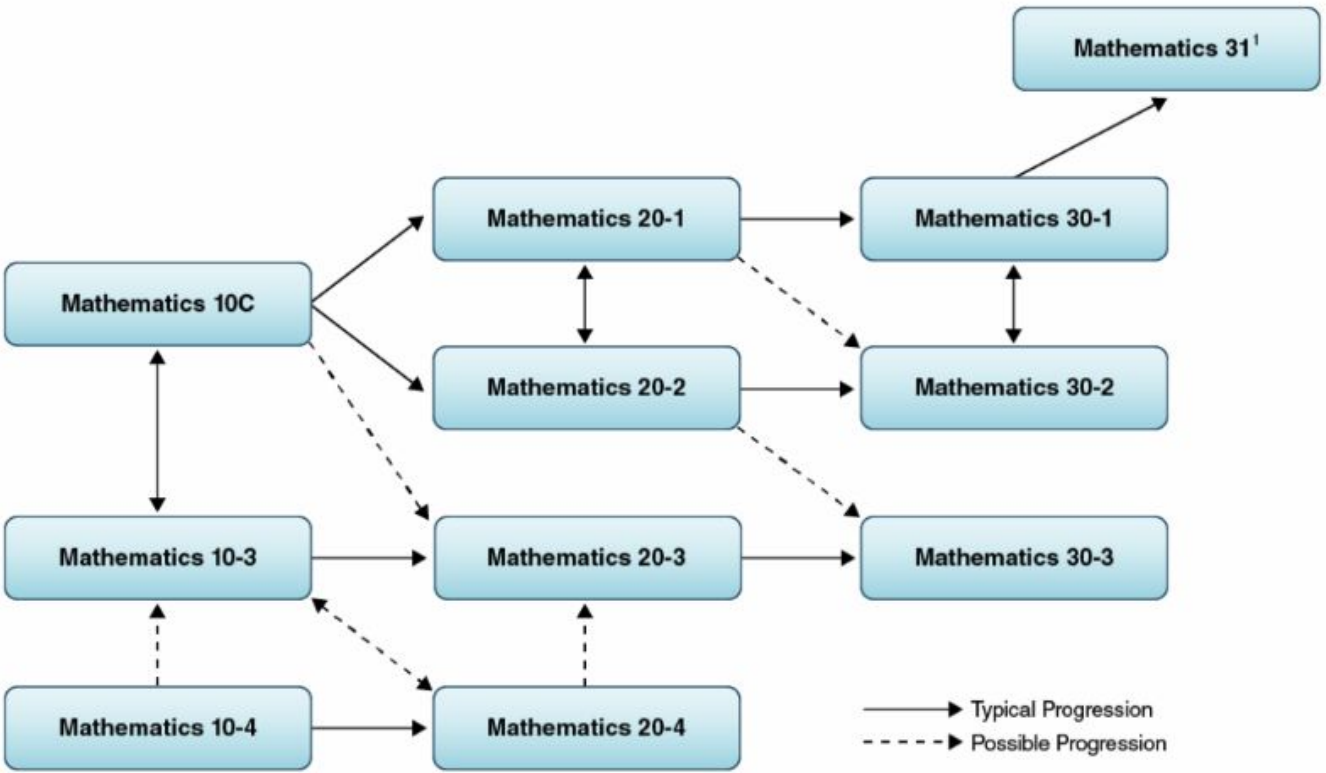 Mathematics 31¹
Mathematics 20-1
Mathematics 30-1
Mathematics 10C
Mathematics 20-2
Mathematics 30-2
Mathematics 10-3
Mathematics 20-3
Mathematics 30-3
Mathematics 10-4
Mathematics 20-4
Typical Progression
Possible Progression